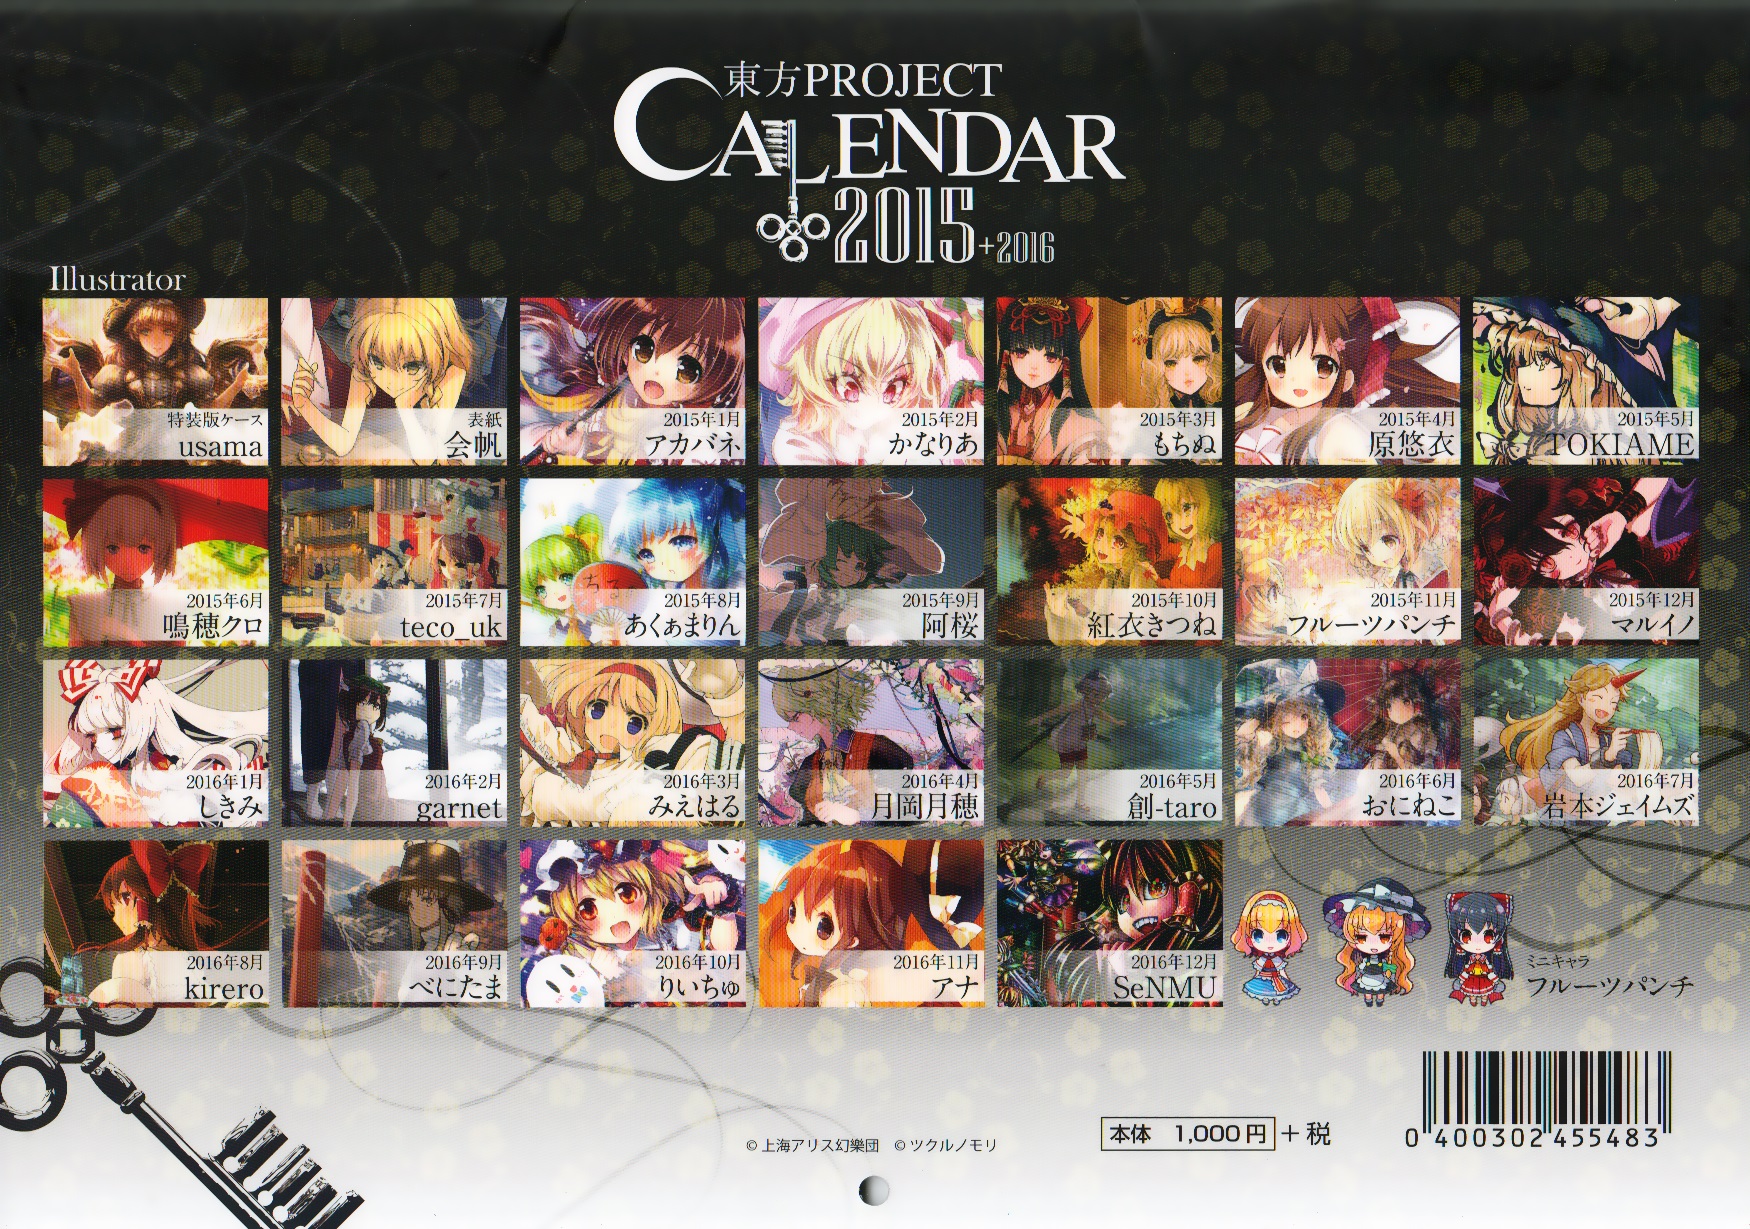 東方PROJECT
CALENDAR
2015+2016
Illustrator
特装版ケース
usama
表紙
会帆
2015年1月
アカバネ
2015年2月
かなりあ
2015年3月
もちぬ
2015年4月
原悠衣
2015年5月
TOKIAME
2015年6月
鳴穂クロ
2015年7月
teco_uk
ちる
2015年8月
あくぁまりん
2015年9月
阿桜
2015年10月
紅衣きつね
2015年11月
フルーツパンチ
2015年12月
マルイノ
2016年1月
しきみ
2016年2月
garnet
2016年3月
みえはる
2016年4月
月岡月穂
2016年5月
創-taro
2016年6月
おにねこ
2016年7月
岩本ジェイムズ
2016年8月
kirero
2016年9月
べにたま
2016年10月
りいちゅ
2016年11月
アナ
2016年12月
SeNMU
ミニキャラ
フルーツパンチ
©上海アリス幻樂団 ©ツクルノモリ
本体 1,000円+税
0 400302 455483